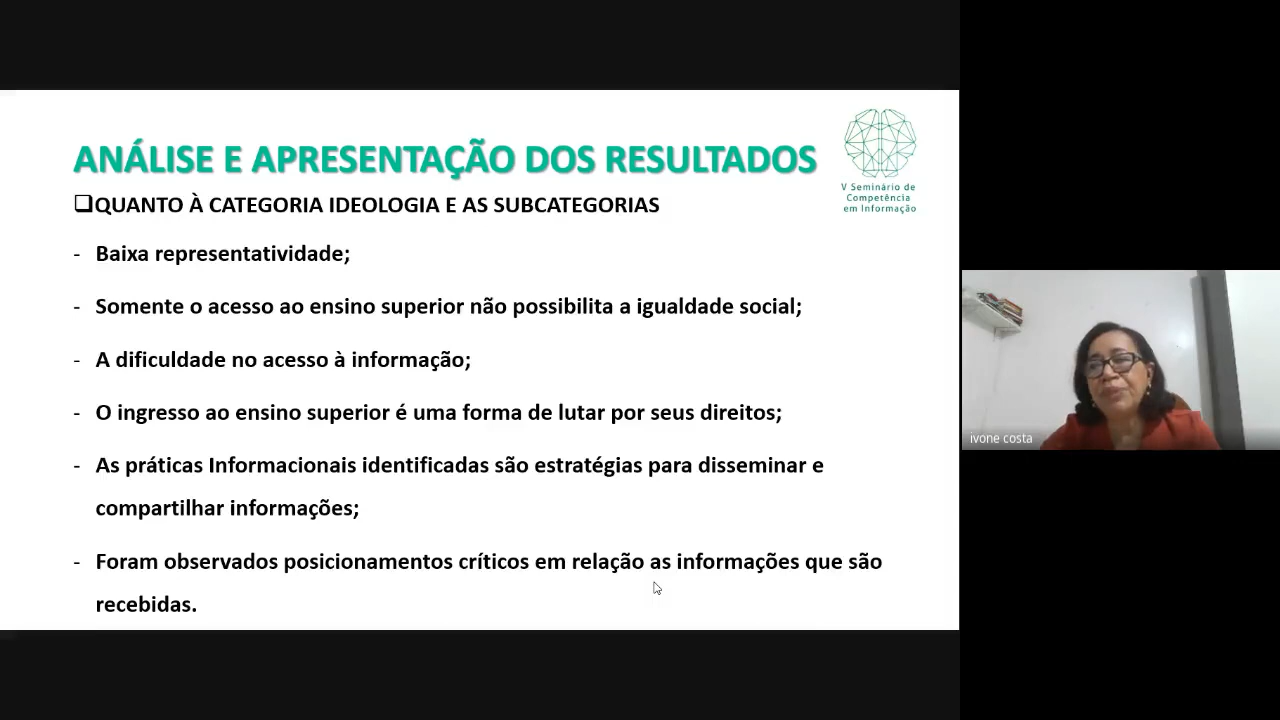 ANÁLISE E APRESENTAÇÃO DOS RESULTADOS
V Seminário de
Competência
em Informação
❑QUANTO À CATEGORIA IDEOLOGIA E AS SUBCATEGORIAS
- Baixa representatividade;
- Somente o acesso ao ensino superior não possibilita a igualdade social;
- A dificuldade no acesso à informação;
- O ingresso ao ensino superior é uma forma de lutar por seus direitos;
- As práticas Informacionais identificadas são estratégias para disseminar e
compartilhar informações;
- Foram observados posicionamentos críticos em relação as informações que são
recebidas.
ivone costa